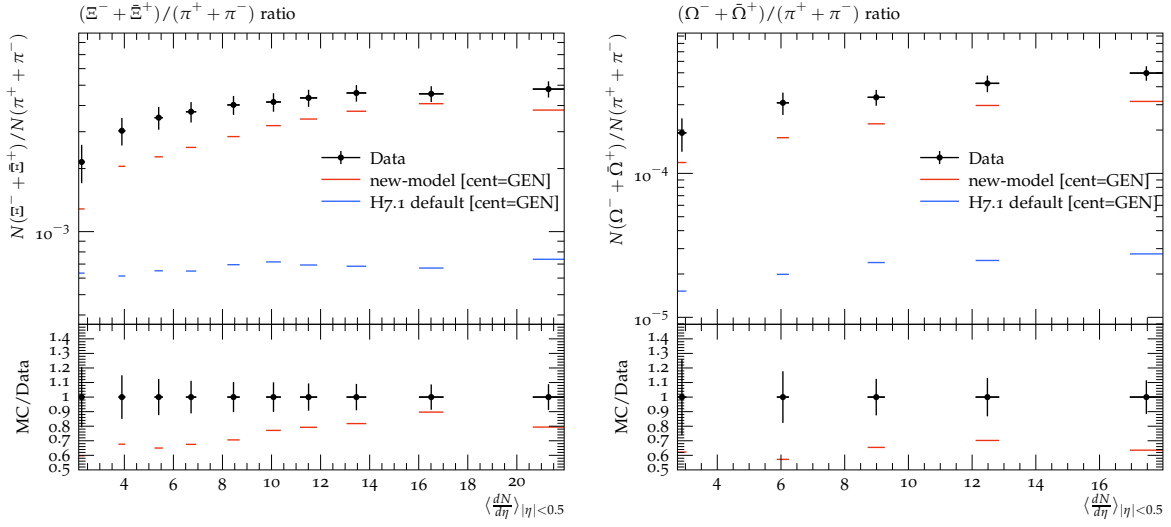 (Ξ⁻ + Ξ̄⁺)/(π⁺ + π⁻) ratio
N(Ξ⁻ + Ξ̄⁺)/N(π⁺ + π⁻)
10⁻³
Data
new-model [cent=GEN]
H7.1 default [cent=GEN]
MC/Data
1.4
1.3
1.2
1.1
1
0.9
0.8
0.7
0.6
0.5
4 6 8 10 12 14 16 18 20
⟨dN/dη⟩|η|<0.5
(Ω⁻ + Ω̄⁺)/(π⁺ + π⁻) ratio
N(Ω⁻ + Ω̄⁺)/N(π⁺ + π⁻)
10⁻⁴
10⁻⁵
Data
new-model [cent=GEN]
H7.1 default [cent=GEN]
MC/Data
1.4
1.3
1.2
1.1
1
0.9
0.8
0.7
0.6
0.5
4 6 8 10 12 14 16
⟨dN/dη⟩|η|<0.5